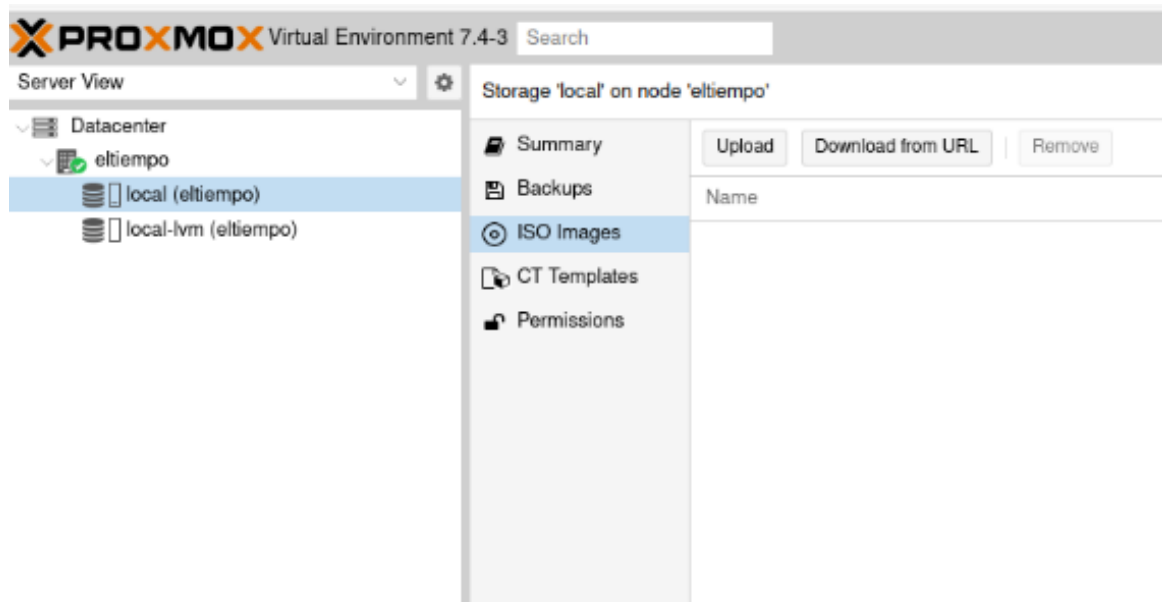 PROXMOX Virtual Environment 7.4-3 Search
Server View
Storage 'local' on node 'eltiempo'
Datacenter
eltiempo
local (eltiempo)
local-lvm (eltiempo)
Summary
Backups
ISO Images
CT Templates
Permissions
Upload Download from URL Remove
Name